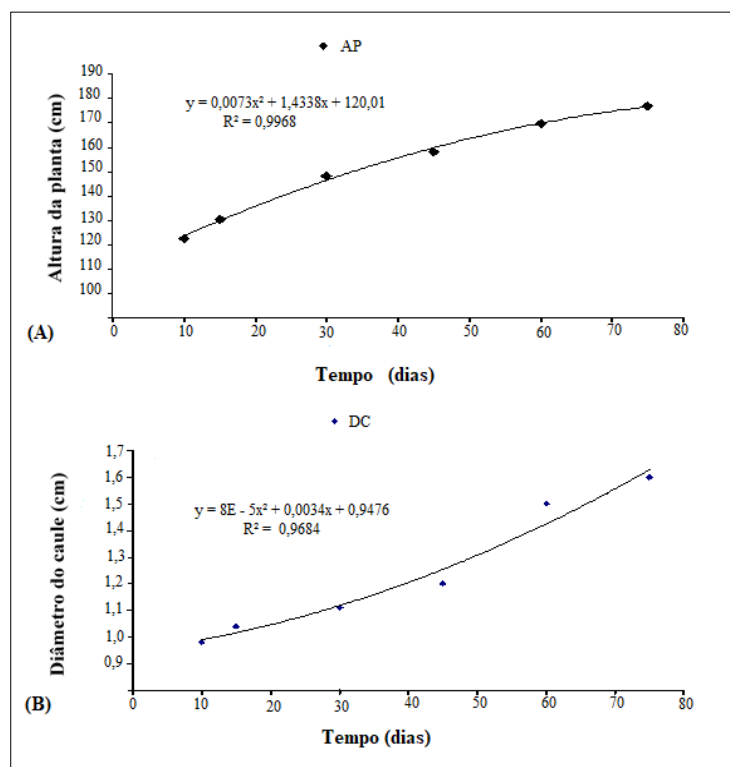 AP
y = 0,0073x² + 1,4338x + 120,01
R² = 0,9968
Altura da planta (cm)
190
180
170
160
150
140
130
120
110
100
0 10 20 30 40 50 60 70 80
(A)
Tempo (dias)
DC
y = 8E - 5x² + 0,0034x + 0,9476
R² = 0,9684
Diâmetro do caule (cm)
1,7
1,6
1,5
1,4
1,3
1,2
1,1
1,0
0,9
0 10 20 30 40 50 60 70 80
(B)
Tempo (dias)